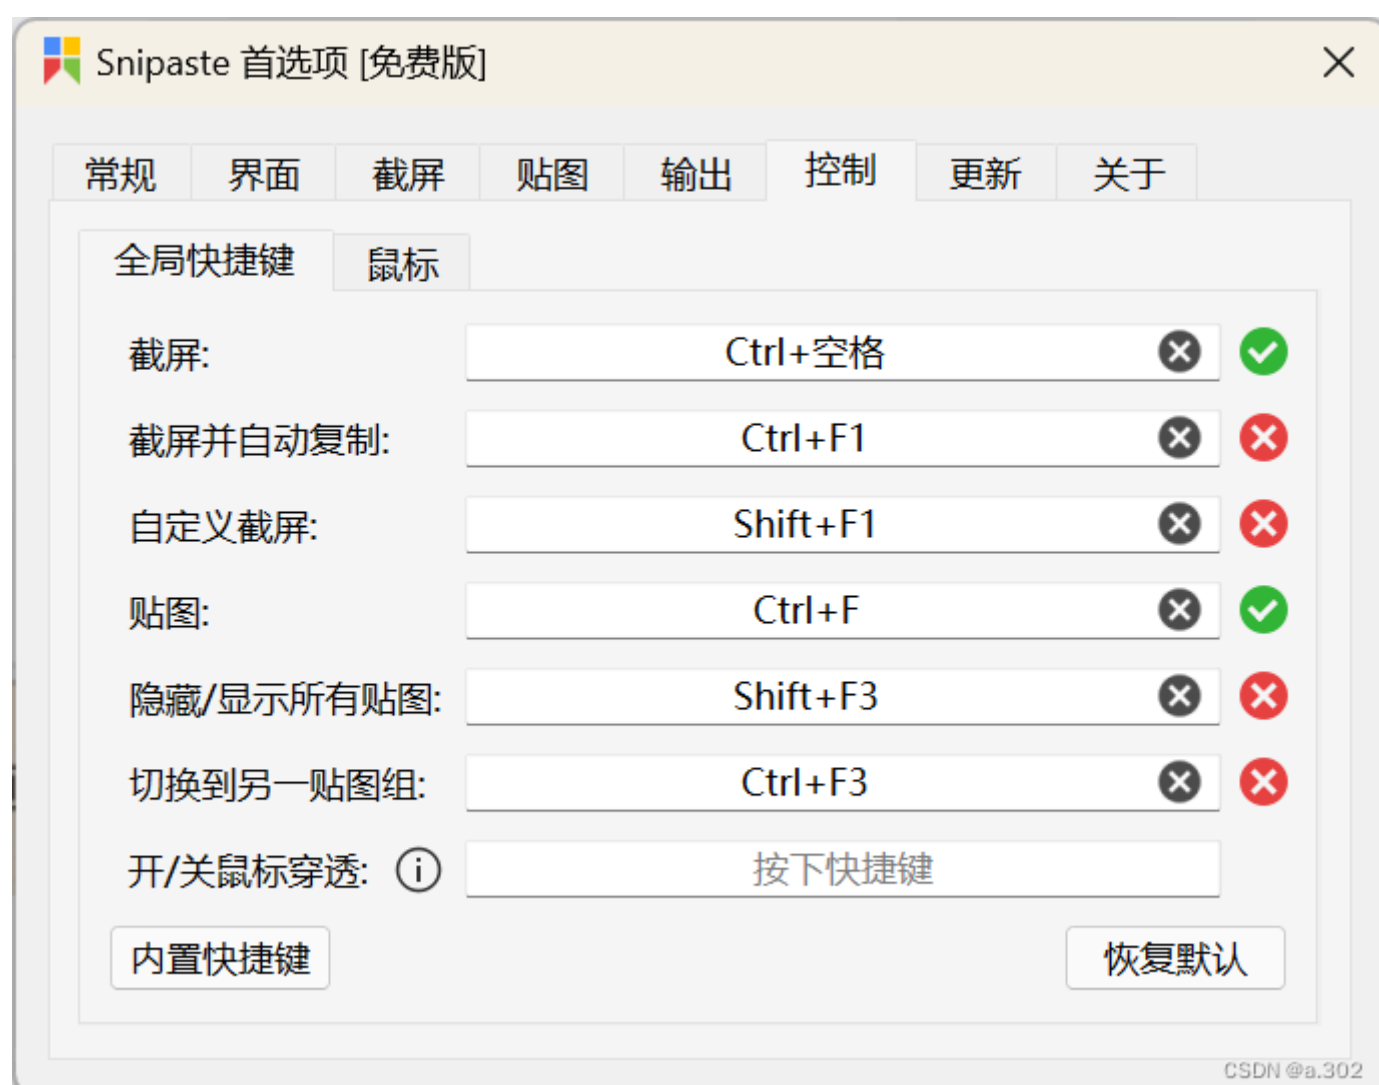 Snipaste 首选项 [免费版]
常规 界面 截屏 贴图 输出 控制 更新 关于
全局快捷键 鼠标
截屏: Ctrl+空格
截屏并自动复制: Ctrl+F1
自定义截屏: Shift+F1
贴图: Ctrl+F
隐藏/显示所有贴图: Shift+F3
切换到另一贴图组: Ctrl+F3
开/关鼠标穿透: 按下快捷键
内置快捷键 恢复默认
CSDN @a.302